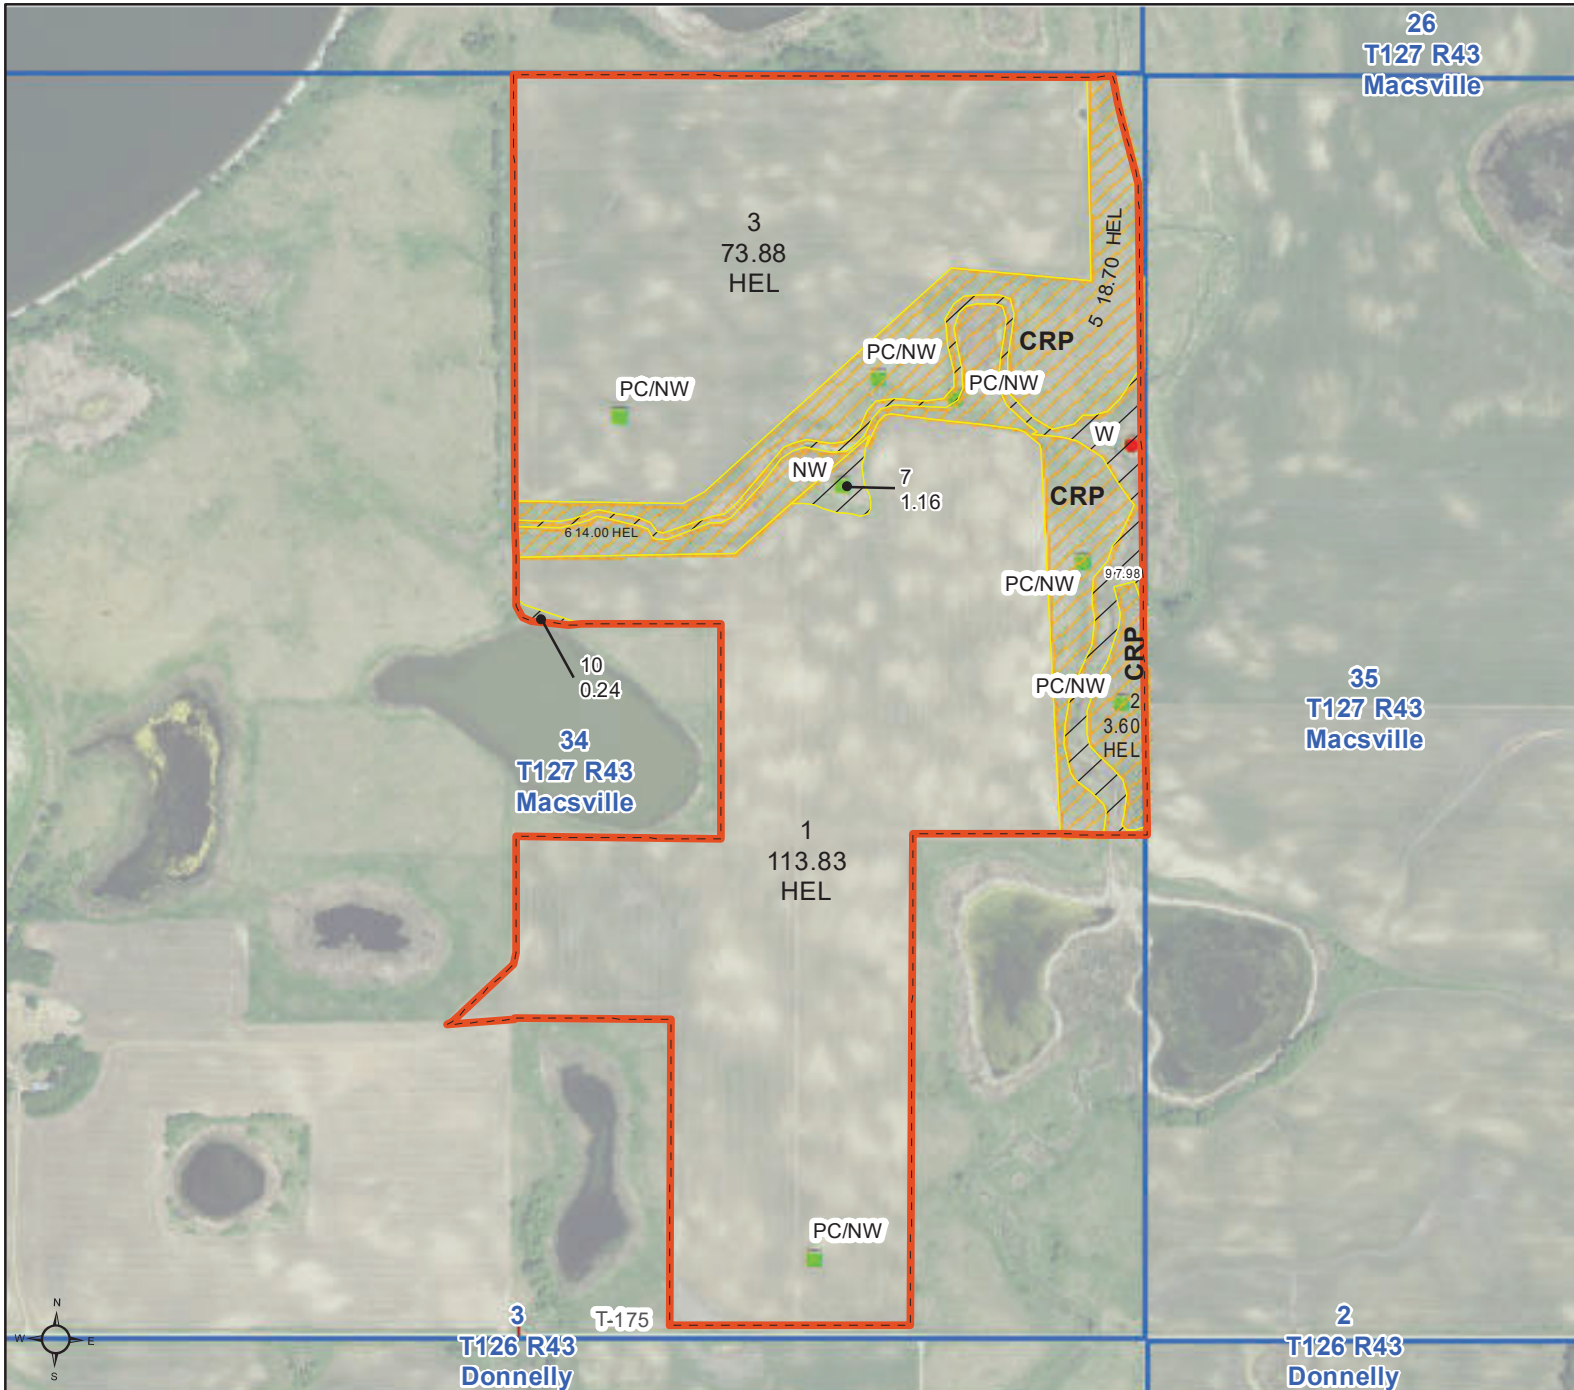 26
T127 R43
Macsville
3
73.88
HEL
5 18.70 HEL
CRP
PC/NW
PC/NW
PC/NW
W
NW
7
1.16
CRP
6 14.00 HEL
PC/NW
9 7.98
CRP
10
0.24
PC/NW
2
3.60
HEL
34
T127 R43
Macsville
35
T127 R43
Macsville
1
113.83
HEL
PC/NW
T-175
3
T126 R43
Donnelly
2
T126 R43
Donnelly
N
W
E
S